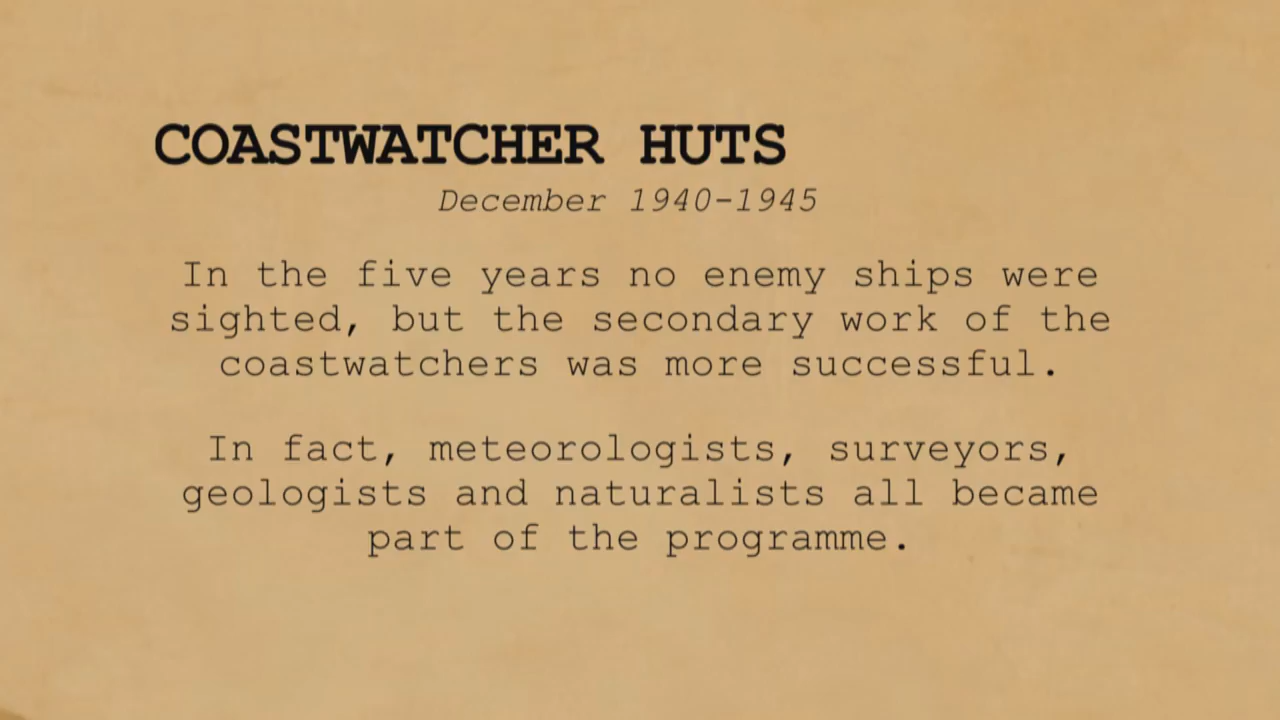 COASTWATCHER HUTS
December 1940-1945
In the five years no enemy ships were
sighted, but the secondary work of the
coastwatchers was more successful.
In fact, meteorologists, surveyors,
geologists and naturalists all became
part of the programme.